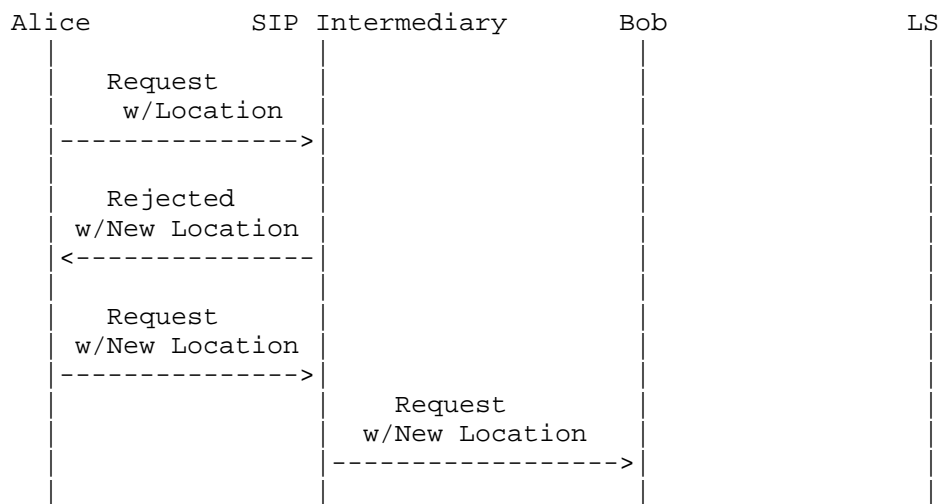 Alice SIP Intermediary Bob LS
Request
w/Location
Rejected
w/New Location
Request
w/New Location
Request
w/New Location